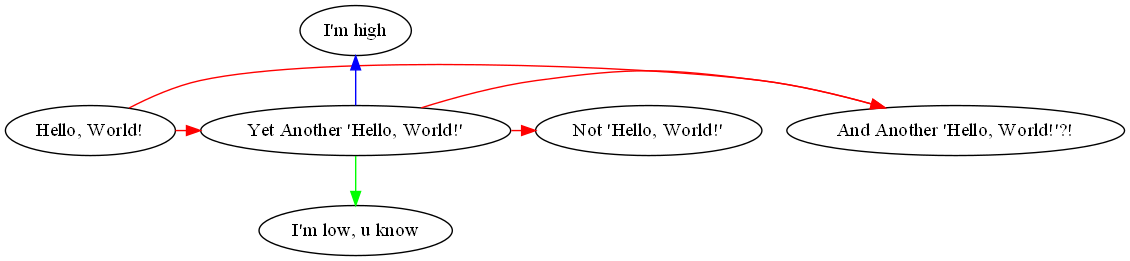 I'm high
Hello, World!
Yet Another 'Hello, World!'
Not 'Hello, World!'
And Another 'Hello, World!'?!
I'm low, u know